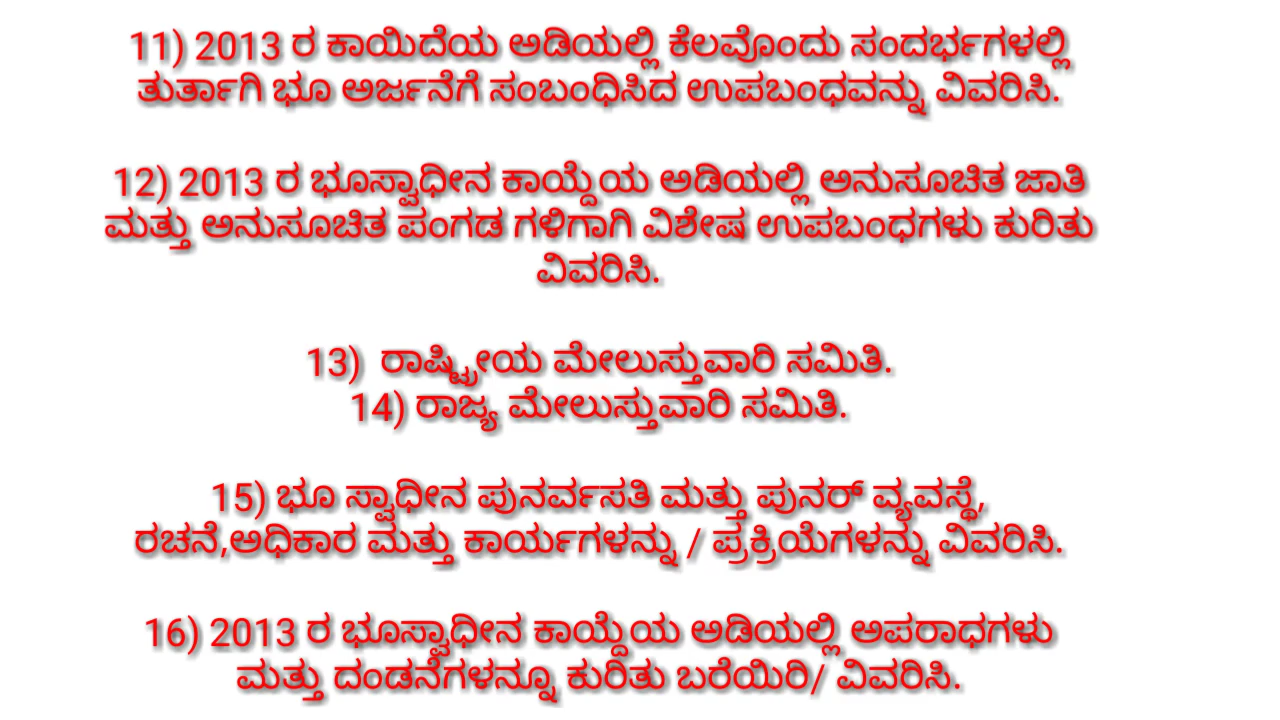 11) 2013 ರ ಕಾಯಿದೆಯ ಅಡಿಯಲ್ಲಿ ಕೆಲವೊಂದು ಸಂದರ್ಭಗಳಲ್ಲಿ
ತುರ್ತಾಗಿ ಭೂ ಅರ್ಜನೆಗೆ ಸಂಬಂಧಿಸಿದ ಉಪಬಂಧವನ್ನು ವಿವರಿಸಿ.
12) 2013 ರ ಭೂಸ್ವಾಧೀನ ಕಾಯ್ದೆಯ ಅಡಿಯಲ್ಲಿ ಅನುಸೂಚಿತ ಜಾತಿ
ಮತ್ತು ಅನುಸೂಚಿತ ಪಂಗಡ ಗಳಿಗಾಗಿ ವಿಶೇಷ ಉಪಬಂಧಗಳು ಕುರಿತು
ವಿವರಿಸಿ.
13) ರಾಷ್ಟ್ರೀಯ ಮೇಲುಸ್ತುವಾರಿ ಸಮಿತಿ.
14) ರಾಜ್ಯ ಮೇಲುಸ್ತುವಾರಿ ಸಮಿತಿ.
15) ಭೂ ಸ್ವಾಧೀನ ಪುನರ್ವಸತಿ ಮತ್ತು ಪುನರ್ ವ್ಯವಸ್ಥೆ,
ರಚನೆ,ಅಧಿಕಾರ ಮತ್ತು ಕಾರ್ಯಗಳನ್ನು / ಪ್ರಕ್ರಿಯೆಗಳನ್ನು ವಿವರಿಸಿ.
16) 2013 ರ ಭೂಸ್ವಾಧೀನ ಕಾಯ್ದೆಯ ಅಡಿಯಲ್ಲಿ ಅಪರಾಧಗಳು
ಮತ್ತು ದಂಡನೆಗಳನ್ನೂ ಕುರಿತು ಬರೆಯಿರಿ/ ವಿವರಿಸಿ.